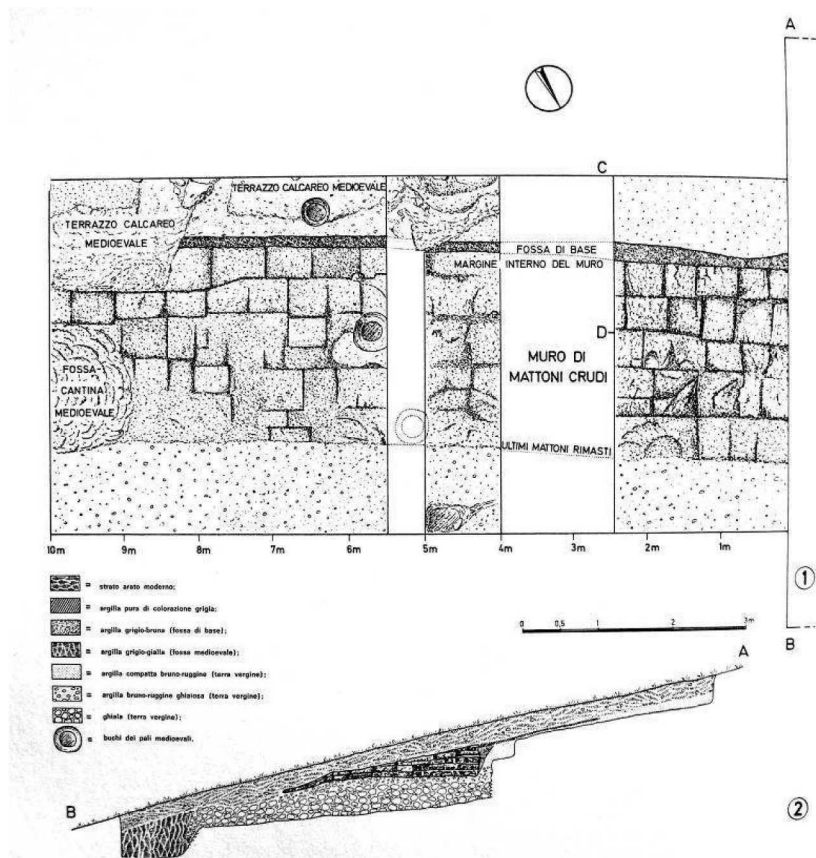 A
C
TERRAZZO CALCAREO MEDIOEVALE
TERRAZZO CALCAREO
MEDIOEVALE
FOSSA DI BASE
MARGINE INTERNO DEL MURO
D
MURO DI
MATTONI CRUDI
FOSSA-
CANTINA
MEDIOEVALE
ULTIMI MATTONI RIMASTI
10m 9m 8m 7m 6m 5m 4m 3m 2m 1m
1
= strato arato moderno;
= argilla pura di colorazione grigia;
= argilla grigio-bruna (fossa di base);
= argilla grigio-gialla (fossa medioevale);
= argilla compatta bruno-ruggine (terra vergine);
= argilla bruno-ruggine ghiaiosa (terra vergine);
= ghiaia (terra vergine);
= buchi dei pali medioevali.
0 0,5 1 2 3m
B
A
B
2